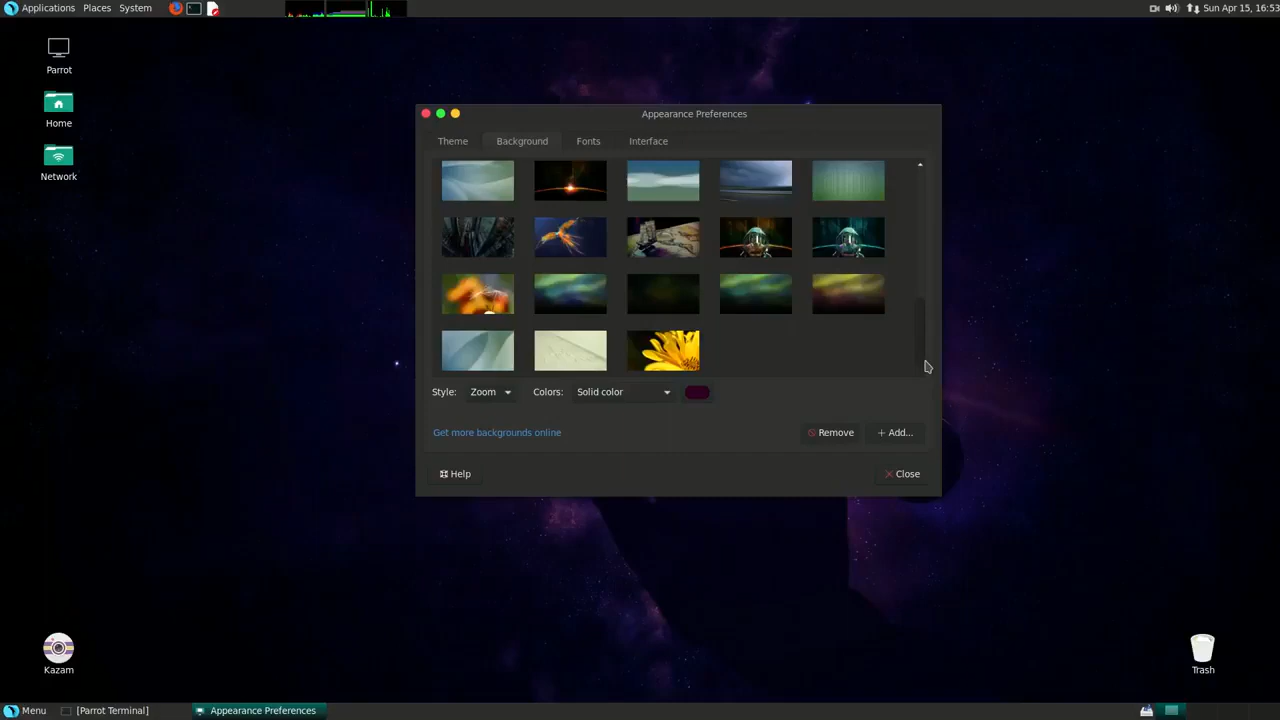 Applications Places System
Sun Apr 15, 16:53
Parrot
Home
Network
Appearance Preferences
Theme Background Fonts Interface
Style: Zoom Colors: Solid color
Get more backgrounds online
Remove + Add...
Help Close
Kazam
Trash
Menu [Parrot Terminal] Appearance Preferences